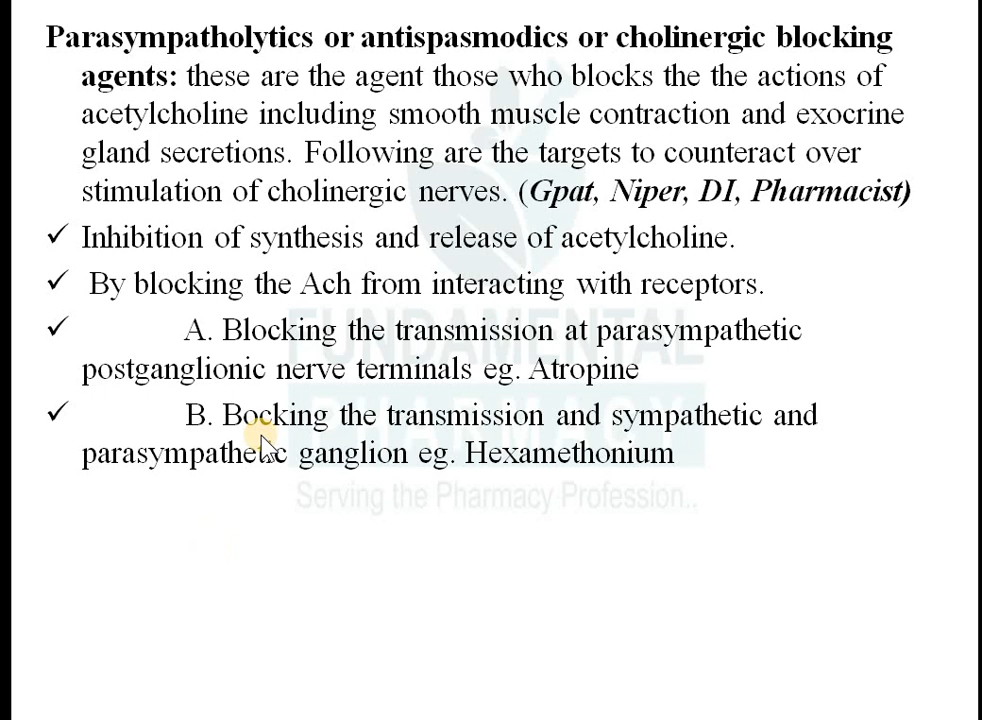 Parasympatholytics or antispasmodics or cholinergic blocking
agents: these are the agent those who blocks the the actions of
acetylcholine including smooth muscle contraction and exocrine
gland secretions. Following are the targets to counteract over
stimulation of cholinergic nerves. (Gpat, Niper, DI, Pharmacist)
✓ Inhibition of synthesis and release of acetylcholine.
✓ By blocking the Ach from interacting with receptors.
✓ A. Blocking the transmission at parasympathetic
postganglionic nerve terminals eg. Atropine
✓ B. Bocking the transmission and sympathetic and
parasympathetic ganglion eg. Hexamethonium
FUNDAMENTAL
PHARMACY
Serving the Pharmacy Profession..